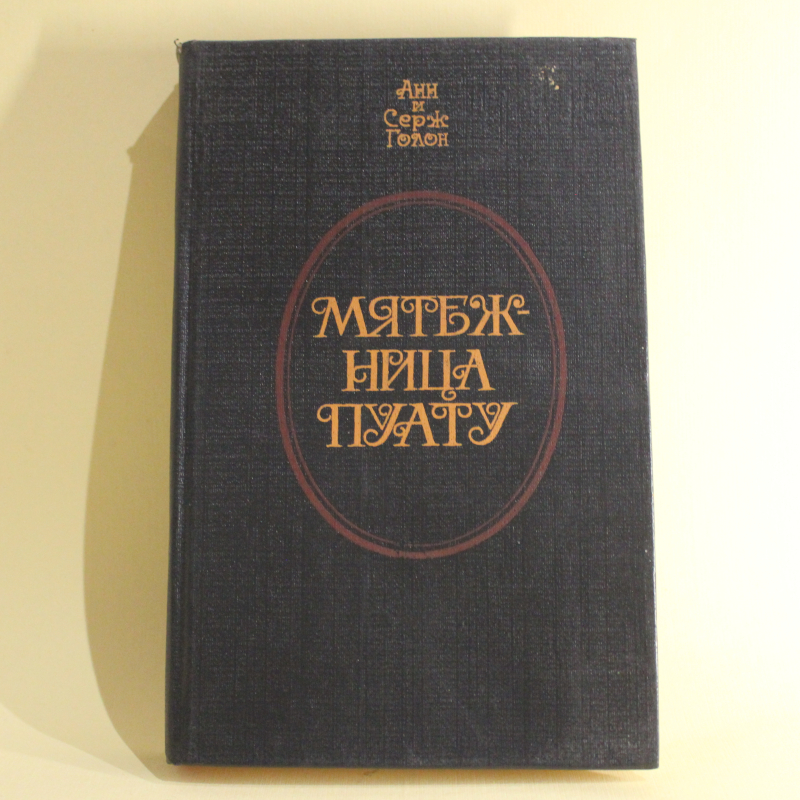 Анн
и
Серж
Голон
МЯТЕЖ-
НИЦА
ПУАТУ